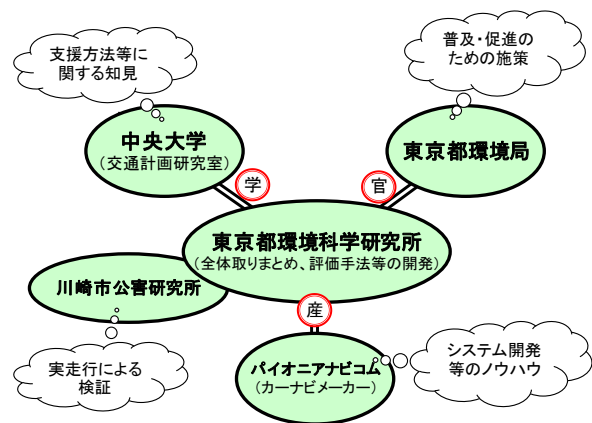 支援方法等に
関する知見
普及・促進の
ための施策
中央大学
(交通計画研究室)
東京都環境局
学
官
東京都環境科学研究所
(全体取りまとめ、評価手法等の開発)
川崎市公害研究所
産
実走行による
検証
パイオニアナビコム
(カーナビメーカー)
システム開発
等のノウハウ